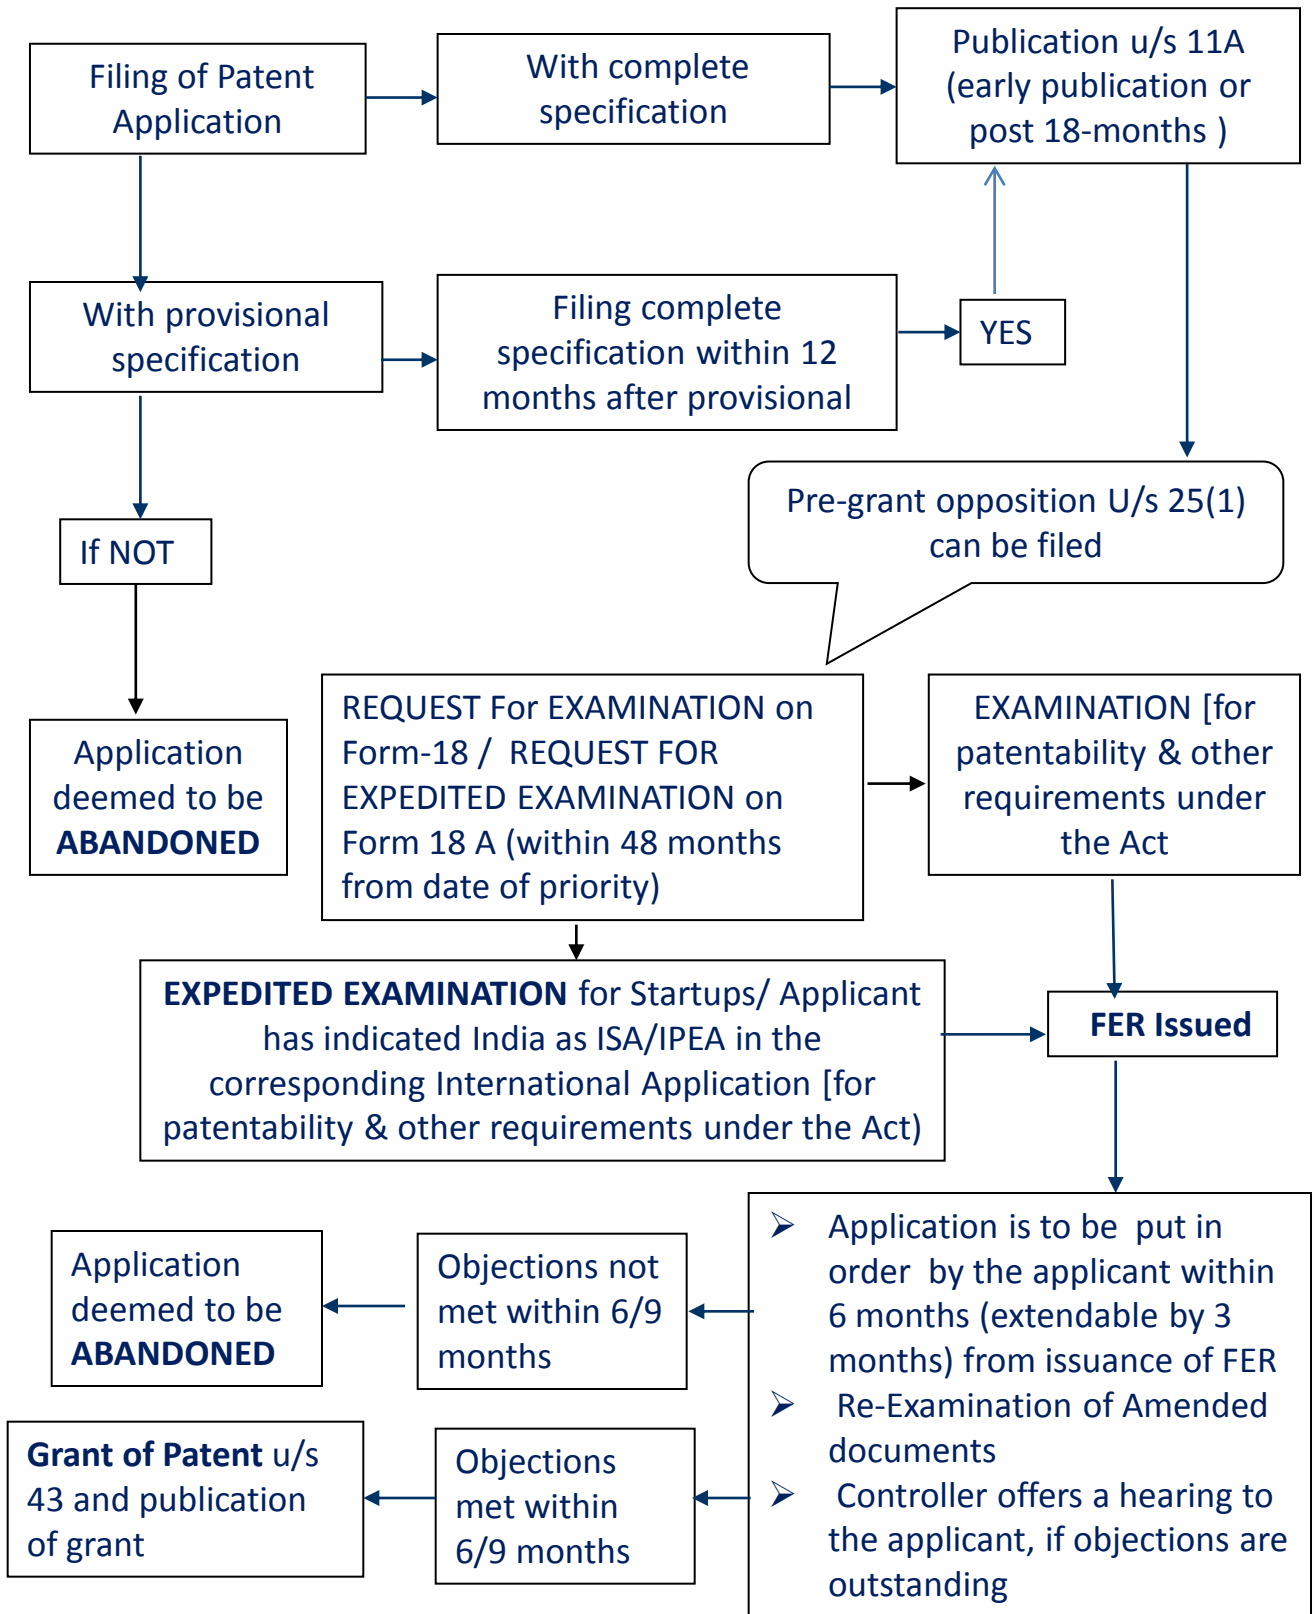 Filing of Patent
Application
With complete
specification
Publication u/s 11A
(early publication or
post 18-months )
With provisional
specification
Filing complete
specification within 12
months after provisional
YES
If NOT
Pre-grant opposition U/s 25(1)
can be filed
Application
deemed to be
ABANDONED
REQUEST For EXAMINATION on
Form-18 / REQUEST FOR
EXPEDITED EXAMINATION on
Form 18 A (within 48 months
from date of priority)
EXAMINATION [for
patentability & other
requirements under
the Act
EXPEDITED EXAMINATION for Startups/ Applicant
has indicated India as ISA/IPEA in the
corresponding International Application [for
patentability & other requirements under the Act)
FER Issued
➢ Application is to be put in
order by the applicant within
6 months (extendable by 3
months) from issuance of FER
➢ Re-Examination of Amended
documents
➢ Controller offers a hearing to
the applicant, if objections are
outstanding
Objections not
met within 6/9
months
Application
deemed to be
ABANDONED
Objections
met within
6/9 months
Grant of Patent u/s
43 and publication
of grant